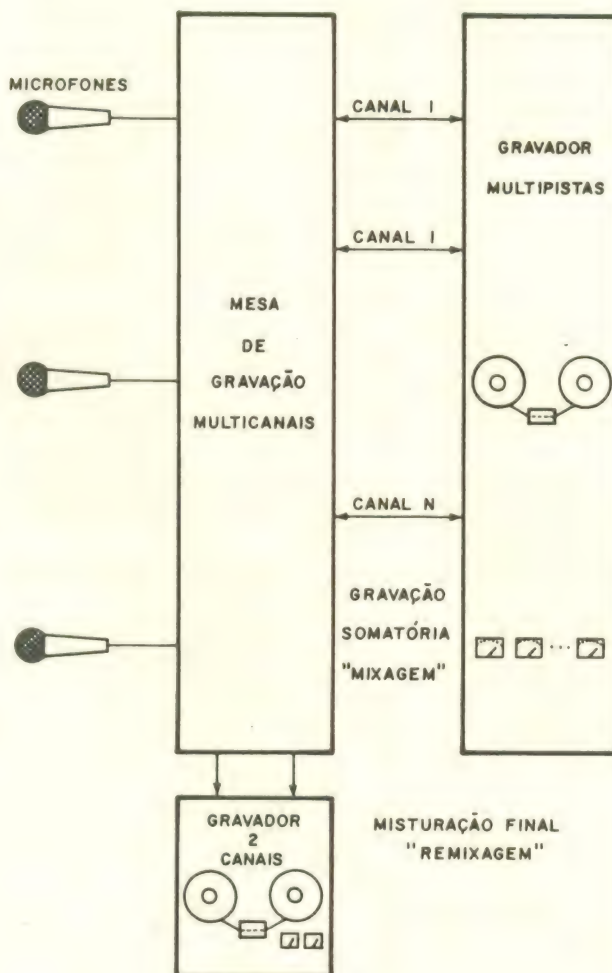 MICROFONES
CANAL I
GRAVADOR
MULTIPISTAS
CANAL I
MESA
DE
GRAVAÇÃO
MULTICANAIS
CANAL N
GRAVAÇÃO
SOMATÓRIA
"MIXAGEM"
GRAVADOR
2
CANAIS
MISTURAÇÃO FINAL
"REMIXAGEM"